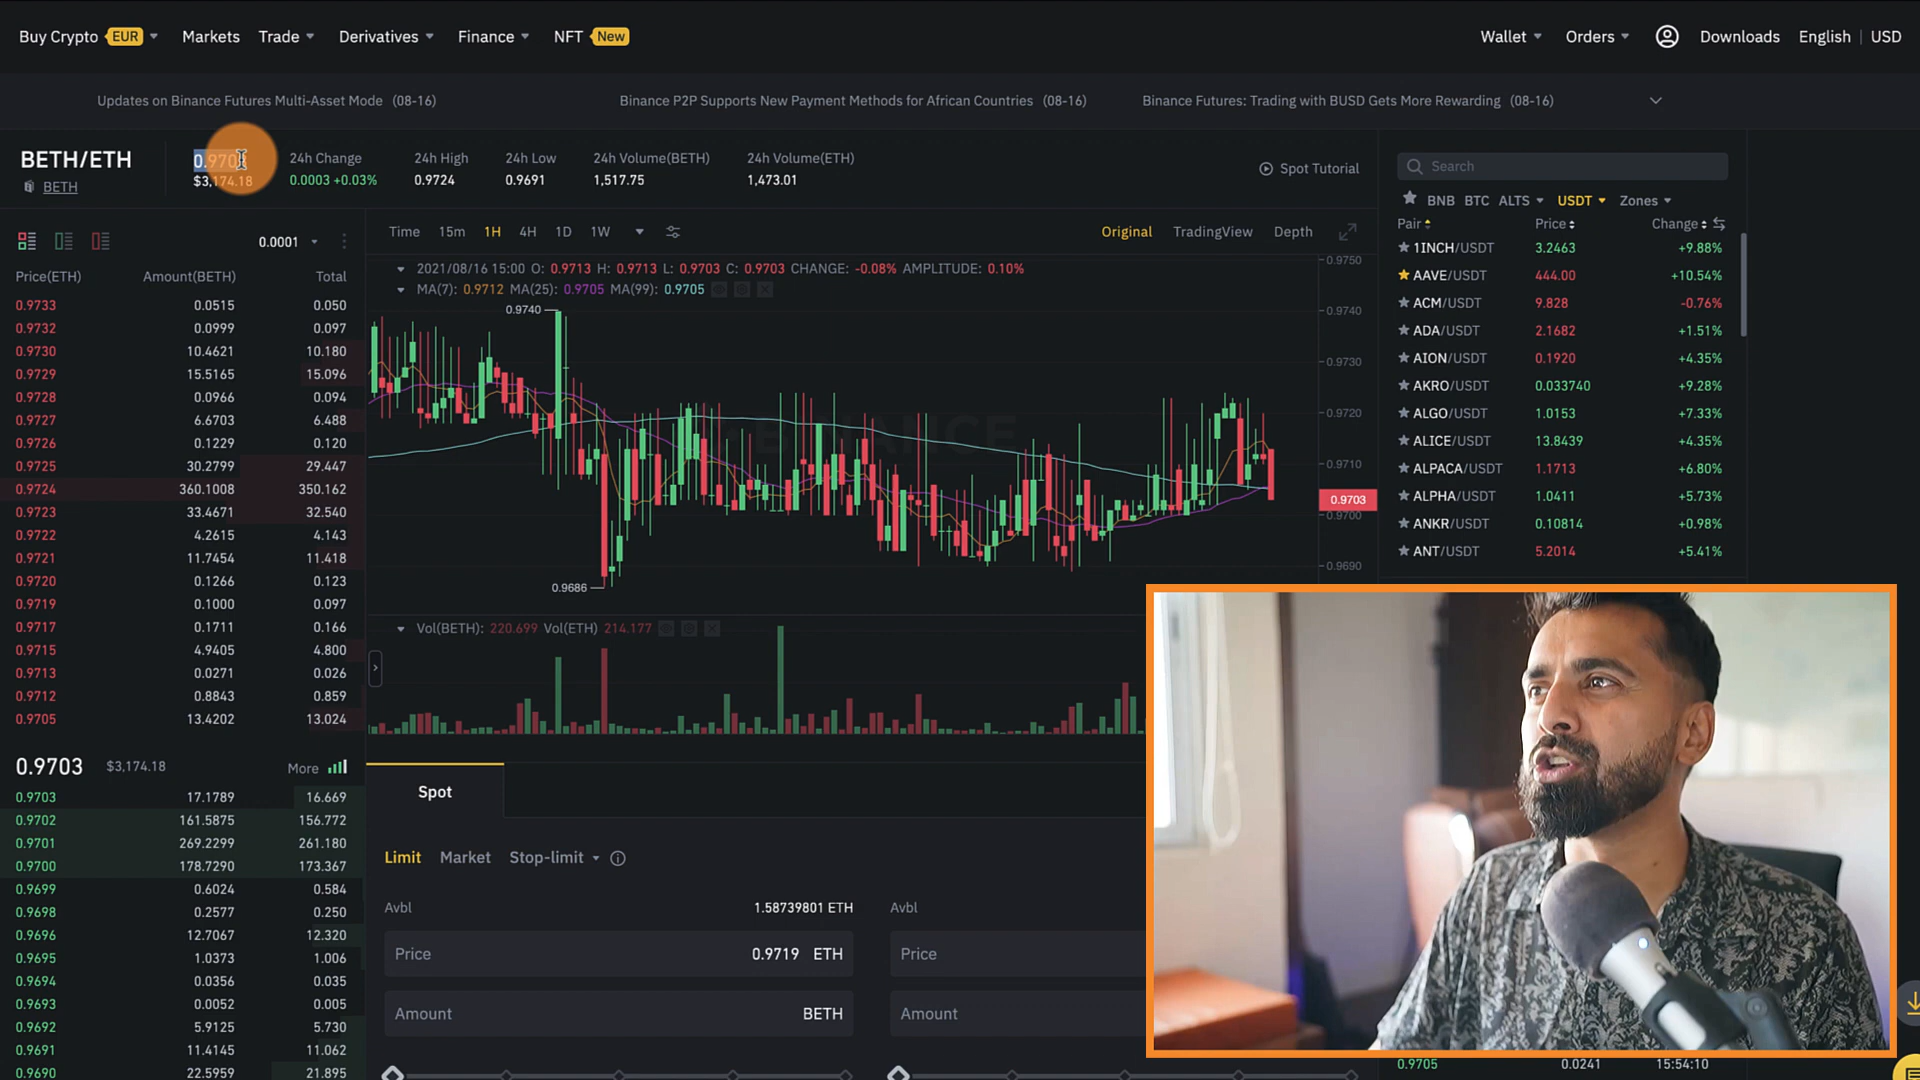 Buy Crypto EUR Markets Trade Derivatives Finance NFT New Wallet Orders Downloads English | USD
Updates on Binance Futures Multi-Asset Mode (08-16) Binance P2P Supports New Payment Methods for African Countries (08-16) Binance Futures: Trading with BUSD Gets More Rewarding (08-16)
BETH/ETH
BETH
0.9703
$3,174.18
24h Change
0.0003 +0.03%
24h High
0.9724
24h Low
0.9691
24h Volume(BETH)
1,517.75
24h Volume(ETH)
1,473.01
Spot Tutorial
0.0001
Price(ETH) Amount(BETH) Total
0.9733 0.0515 0.050
0.9732 0.0999 0.097
0.9730 10.4621 10.180
0.9729 15.5165 15.096
0.9728 0.0966 0.094
0.9727 6.6703 6.488
0.9726 0.1229 0.120
0.9725 30.2799 29.447
0.9724 360.1008 350.162
0.9723 33.4671 32.540
0.9722 4.2615 4.143
0.9721 11.7454 11.418
0.9720 0.1266 0.123
0.9719 0.1000 0.097
0.9717 0.1711 0.166
0.9715 4.9405 4.800
0.9713 0.0271 0.026
0.9712 0.8843 0.859
0.9705 13.4202 13.024
0.9703 $3,174.18 More
0.9703 17.1789 16.669
0.9702 161.5875 156.772
0.9701 269.2299 261.180
0.9700 178.7290 173.367
0.9699 0.6024 0.584
0.9698 0.2577 0.250
0.9696 12.7067 12.320
0.9695 1.0373 1.006
0.9694 0.0356 0.035
0.9693 0.0052 0.005
0.9692 5.9125 5.730
0.9691 11.4145 11.062
0.9690 22.5959 21.895
Time 15m 1H 4H 1D 1W Original TradingView Depth
2021/08/16 15:00 O: 0.9713 H: 0.9713 L: 0.9703 C: 0.9703 CHANGE: -0.08% AMPLITUDE: 0.10%
MA(7): 0.9712 MA(25): 0.9705 MA(99): 0.9705
0.9740
0.9686
BINANCE
0.9750
0.9740
0.9730
0.9720
0.9710
0.9703
0.9700
0.9690
Vol(BETH): 220.699 Vol(ETH) 214.177
Spot
Limit Market Stop-limit
Avbl 1.58739801 ETH
Price 0.9719 ETH
Amount BETH
Avbl
Price
Amount
Search
BNB BTC ALTS USDT Zones
Pair Price Change
1INCH/USDT 3.2463 +9.88%
AAVE/USDT 444.00 +10.54%
ACM/USDT 9.828 -0.76%
ADA/USDT 2.1682 +1.51%
AION/USDT 0.1920 +4.35%
AKRO/USDT 0.033740 +9.28%
ALGO/USDT 1.0153 +7.33%
ALICE/USDT 13.8439 +4.35%
ALPACA/USDT 1.1713 +6.80%
ALPHA/USDT 1.0411 +5.73%
ANKR/USDT 0.10814 +0.98%
ANT/USDT 5.2014 +5.41%
0.9705 0.0241 15:54:10